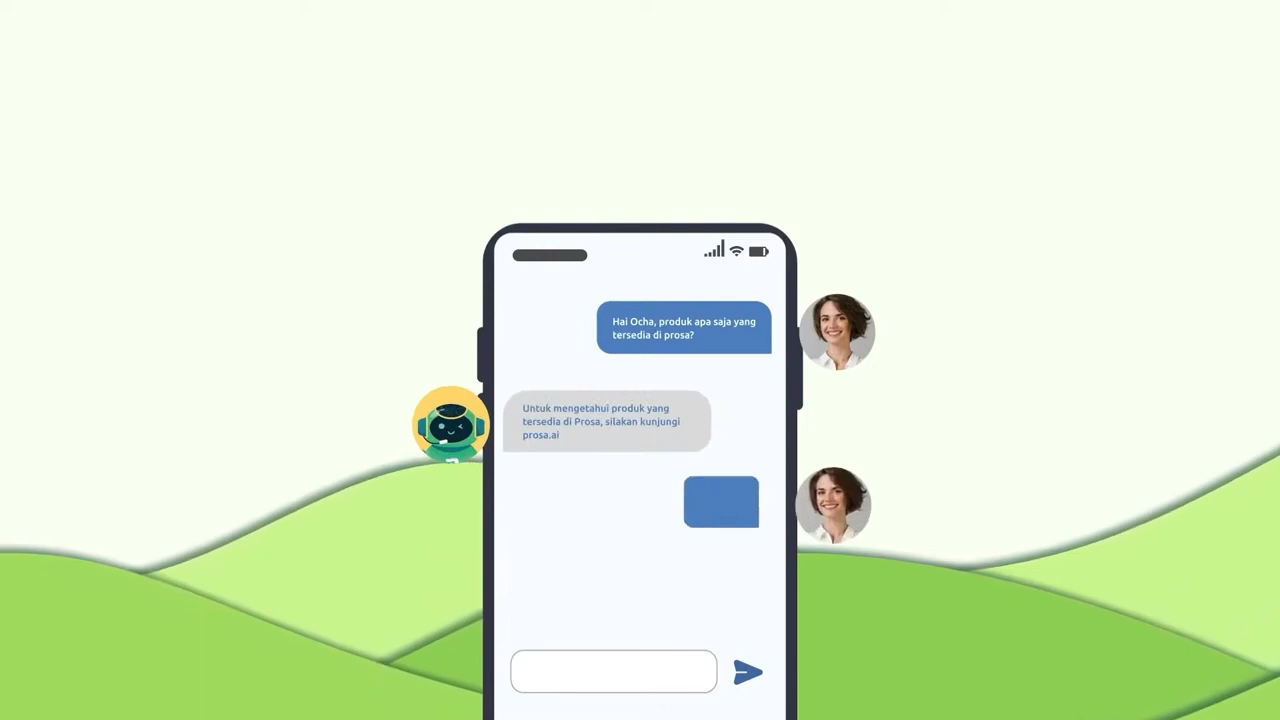 Hai Ocha, produk apa saja yang
tersedia di prosa?
Untuk mengetahui produk yang
tersedia di Prosa, silakan kunjungi
prosa.ai